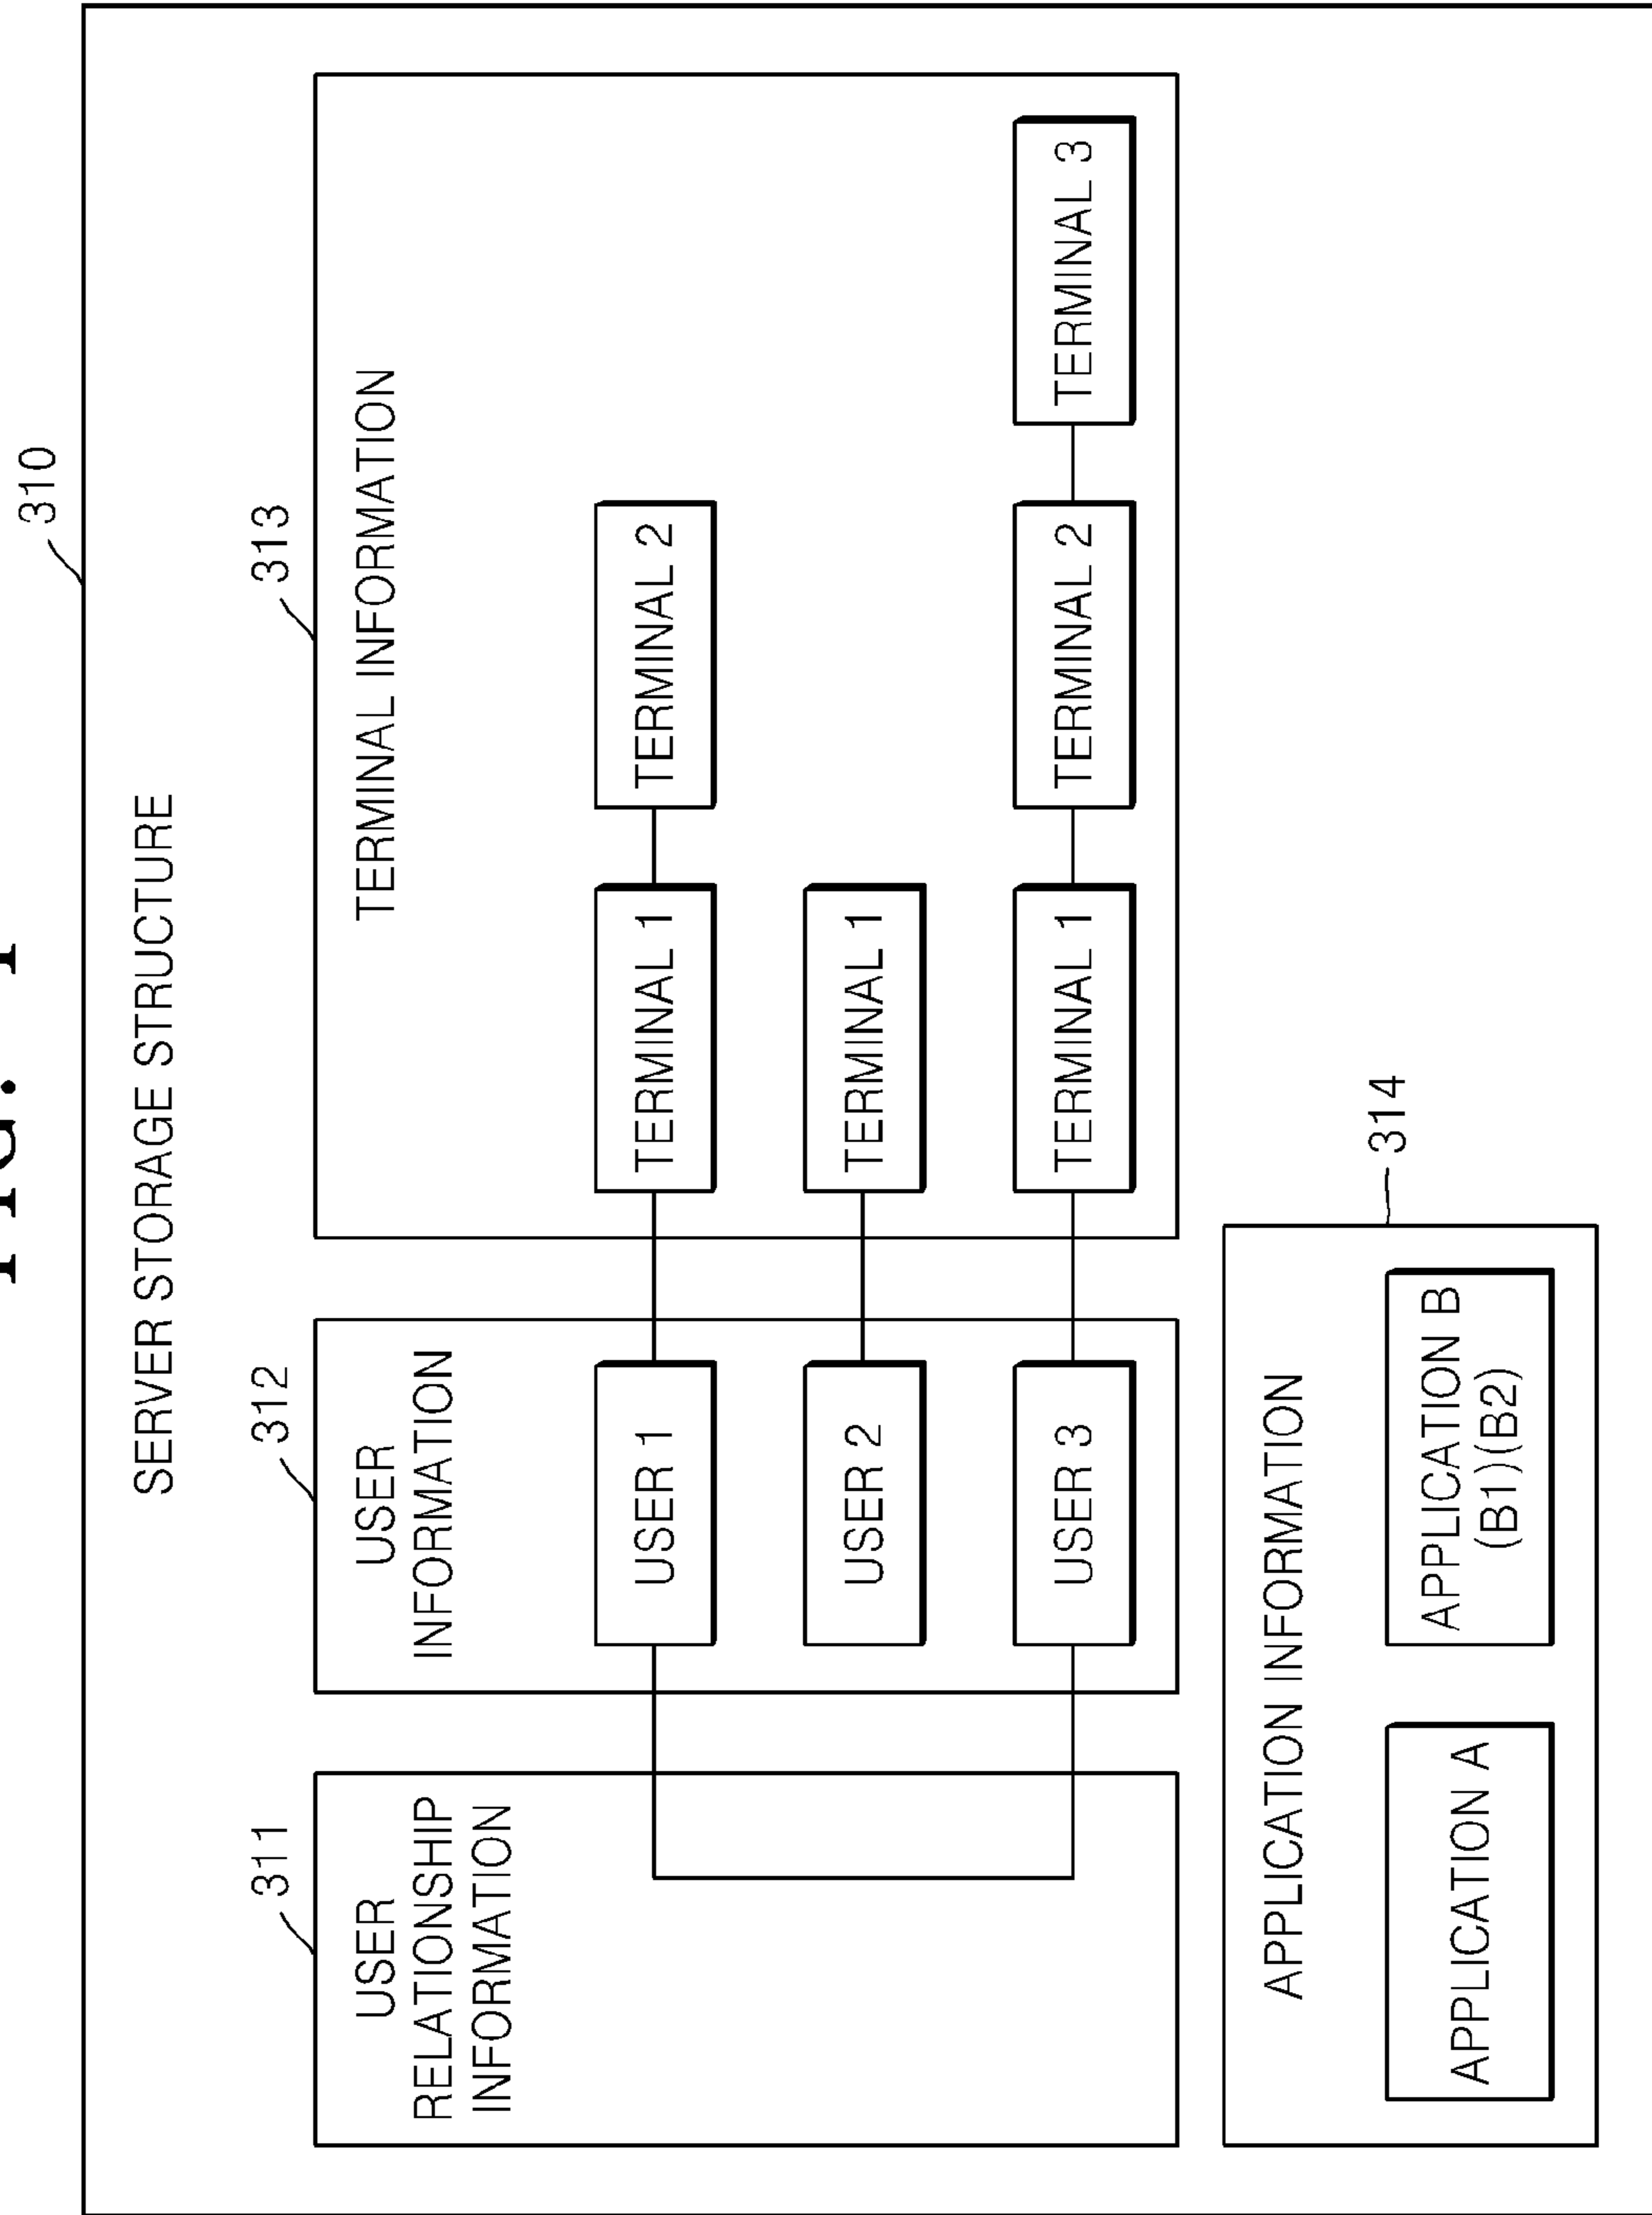 FIG.
310
SERVER STORAGE STRUCTURE
311
312
313
USER
RELATIONSHIP
INFORMATION
USER
INFORMATION
TERMINAL INFORMATION
USER 1
TERMINAL 1
TERMINAL 2
USER 2
TERMINAL 1
USER 3
TERMINAL 1
TERMINAL 2
TERMINAL 3
APPLICATION INFORMATION
314
APPLICATION A
APPLICATION B
(B1)(B2)